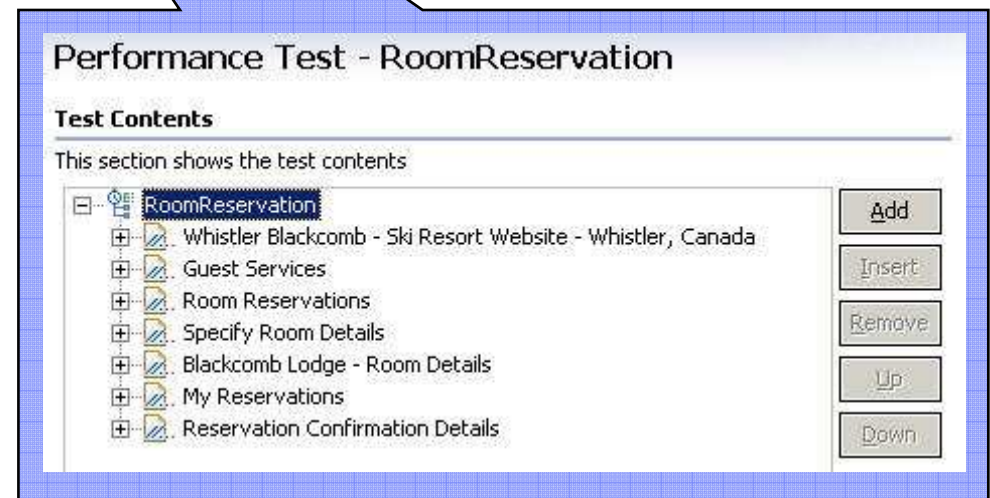 Performance Test - RoomReservation
Test Contents
This section shows the test contents
RoomReservation
Whistler Blackcomb - Ski Resort Website - Whistler, Canada
Guest Services
Room Reservations
Specify Room Details
Blackcomb Lodge - Room Details
My Reservations
Reservation Confirmation Details
Add
Insert
Remove
Up
Down